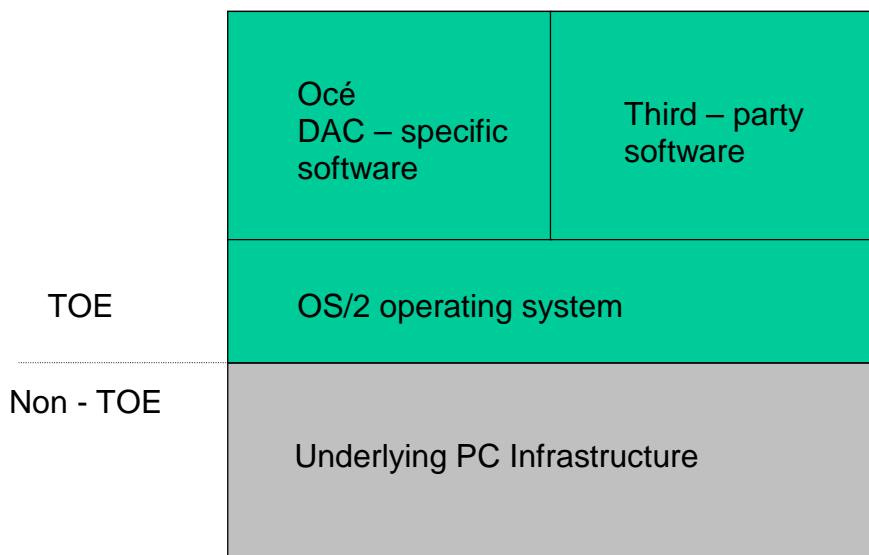 Océ
DAC – specific
software
Third – party
software
TOE
OS/2 operating system
Non - TOE
Underlying PC Infrastructure